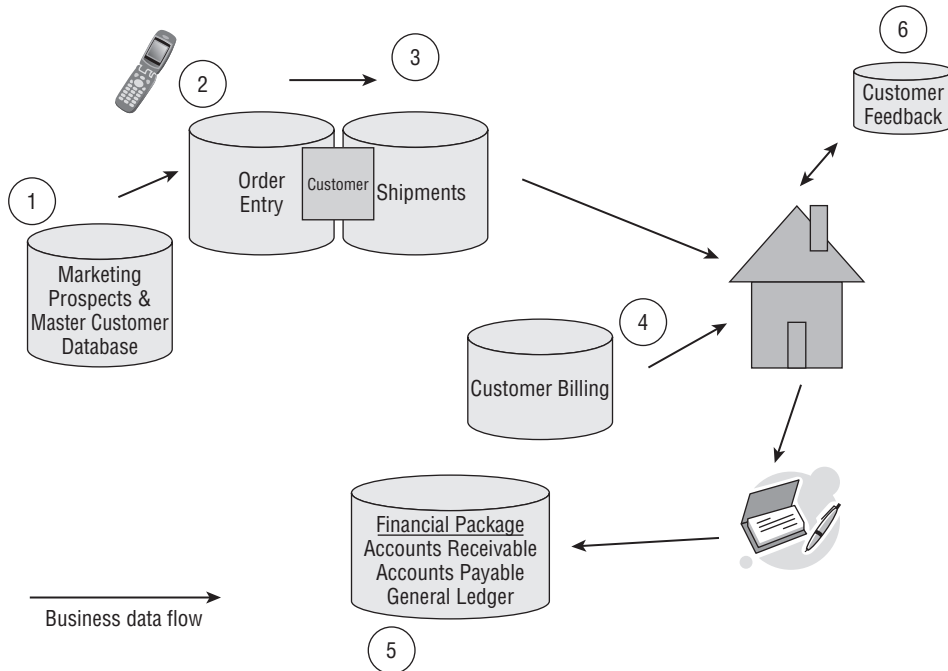 6
3
2
Customer
Feedback
Order
Entry
Customer
Shipments
1
Marketing
Prospects &
Master Customer
Database
4
Customer Billing
Financial Package
Accounts Receivable
Accounts Payable
General Ledger
Business data flow
5